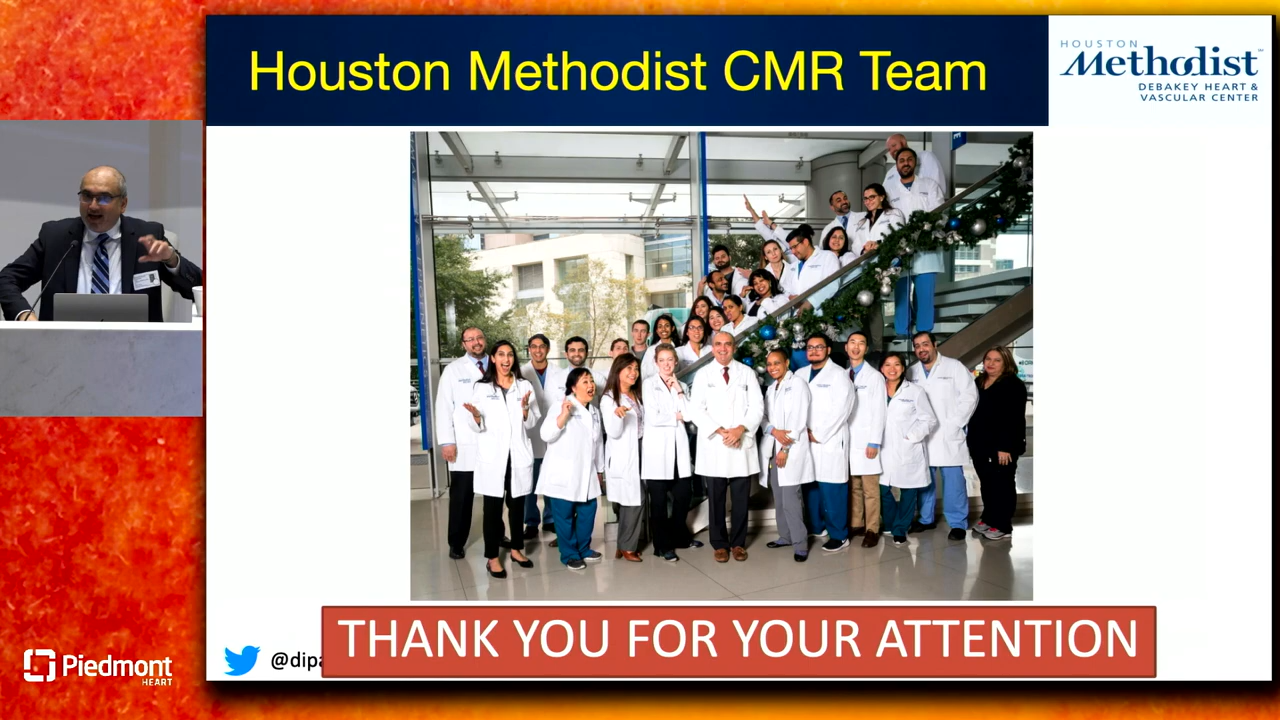 Houston Methodist CMR Team
HOUSTON
Methodist
DEBAKEY HEART &
VASCULAR CENTER
THANK YOU FOR YOUR ATTENTION
@dipa
Piedmont
HEART